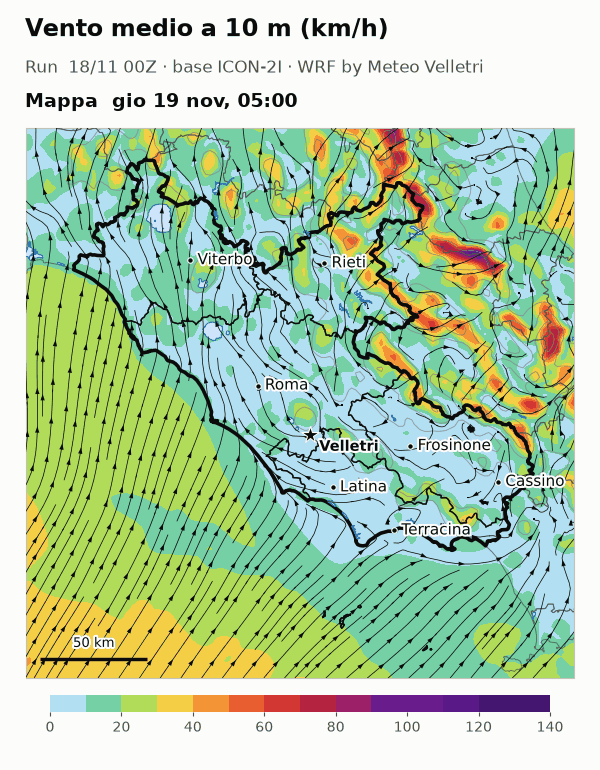 Vento medio a 10 m (km/h)
Run  18/11 00Z · base ICON-2I · WRF by Meteo Velletri
Mappa  gio 19 nov, 05:00
Viterbo
Rieti
Roma
Velletri
Frosinone
Cassino
Latina
Terracina
50 km
0 20 40 60 80 100 120 140